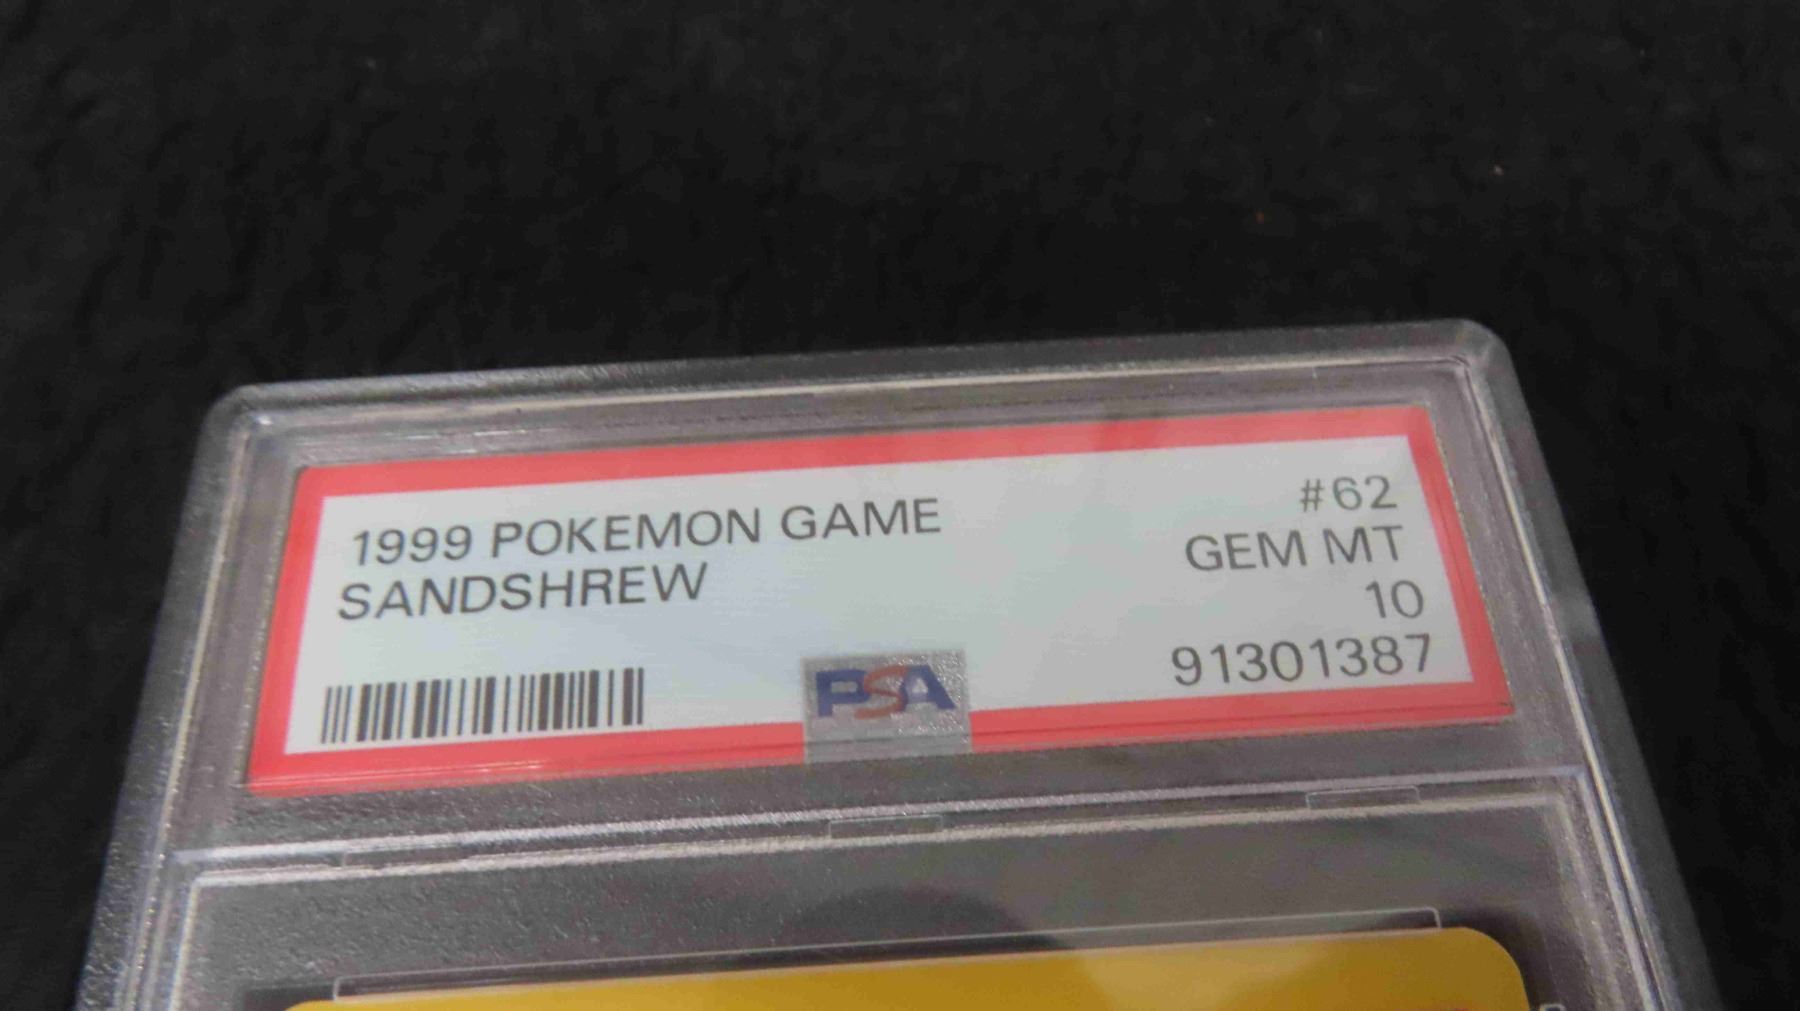 1999 POKEMON GAME #62
SANDSHREW GEM MT
10
PSA 91301387